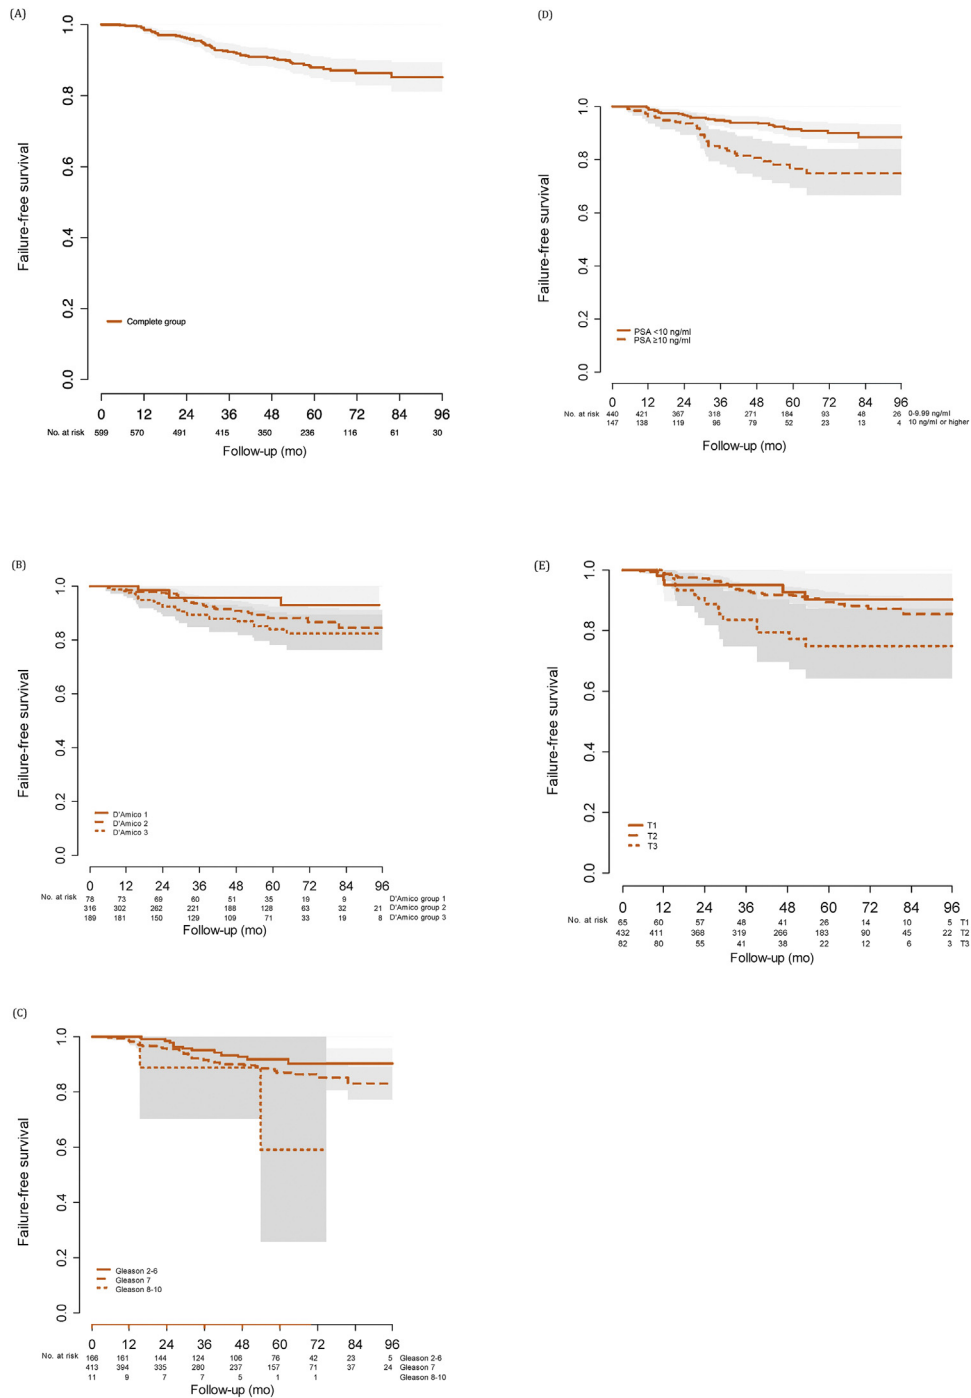 (A)
Failure-free survival
1.0
0.8
0.6
0.4
0.2
0.0
Complete group
0 12 24 36 48 60 72 84 96
No. at risk
599 570 491 415 350 236 116 61 30
Follow-up (mo)
(D)
Failure-free survival
1.0
0.8
0.6
0.4
0.2
0.0
PSA <10 ng/ml
PSA ≥10 ng/ml
0 12 24 36 48 60 72 84 96
No. at risk 440 421 367 318 271 184 93 48 26 0-9.99 ng/ml
147 138 119 96 79 52 23 13 4 10 ng/ml or higher
Follow-up (mo)
(B)
Failure-free survival
1.0
0.8
0.6
0.4
0.2
0.0
D'Amico 1
D'Amico 2
D'Amico 3
0 12 24 36 48 60 72 84 96
No. at risk 78 73 69 60 51 35 19 9 D'Amico group 1
316 302 262 221 188 128 63 32 21 D'Amico group 2
189 181 150 129 109 71 33 19 8 D'Amico group 3
Follow-up (mo)
(E)
Failure-free survival
1.0
0.8
0.6
0.4
0.2
0.0
T1
T2
T3
0 12 24 36 48 60 72 84 96
No. at risk 65 60 57 48 41 26 14 10 5 T1
432 411 368 319 266 183 90 45 22 T2
82 80 55 41 38 22 12 6 3 T3
Follow-up (mo)
(C)
Failure-free survival
1.0
0.8
0.6
0.4
0.2
0.0
Gleason 2-6
Gleason 7
Gleason 8-10
0 12 24 36 48 60 72 84 96
No. at risk 166 161 144 124 106 76 42 23 5 Gleason 2-6
413 394 335 280 237 157 71 37 24 Gleason 7
11 9 7 7 5 1 1 Gleason 8-10
Follow-up (mo)